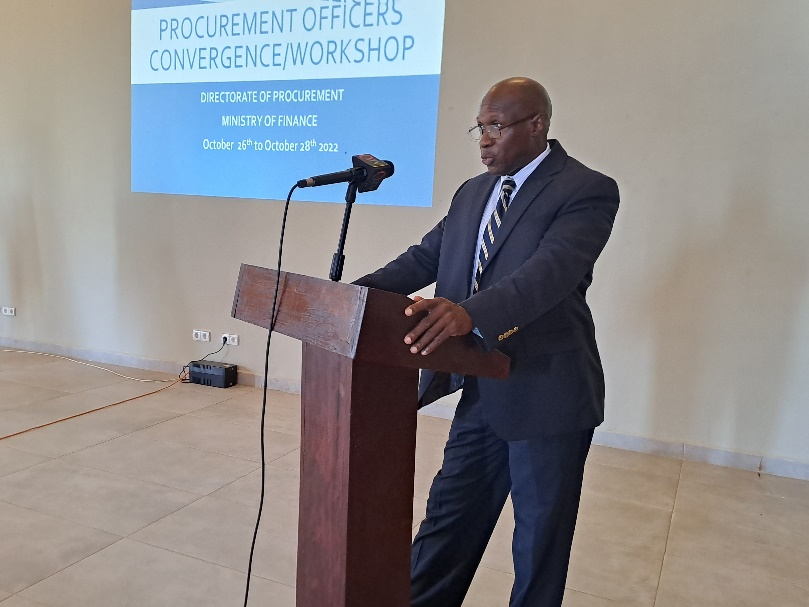 PROCUREMENT OFFICERS
CONVERGENCE/WORKSHOP
DIRECTORATE OF PROCUREMENT
MINISTRY OF FINANCE
October 26th to October 28th 2022